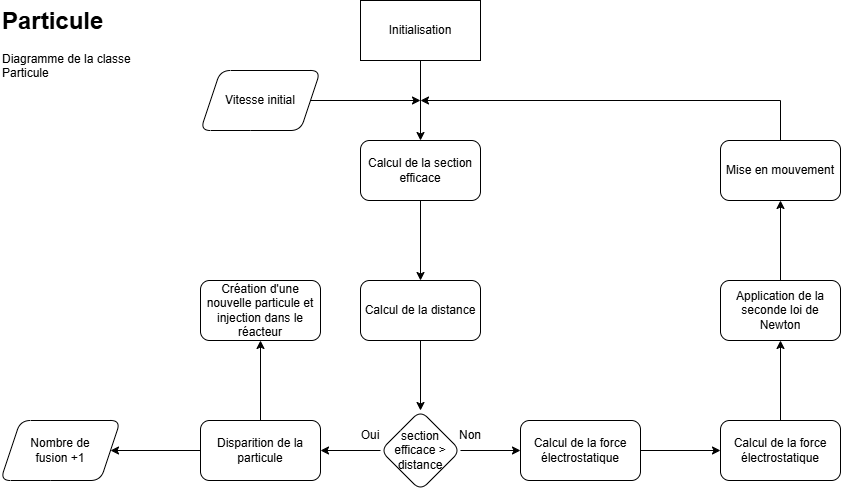 Particule
Diagramme de la classe
Particule
Initialisation
Vitesse initial
Calcul de la section
efficace
Mise en mouvement
Création d'une
nouvelle particule et
injection dans le
réacteur
Calcul de la distance
Application de la
seconde loi de
Newton
Nombre de
fusion +1
Disparition de la
particule
Oui
section
efficace >
distance
Non
Calcul de la force
électrostatique
Calcul de la force
électrostatique